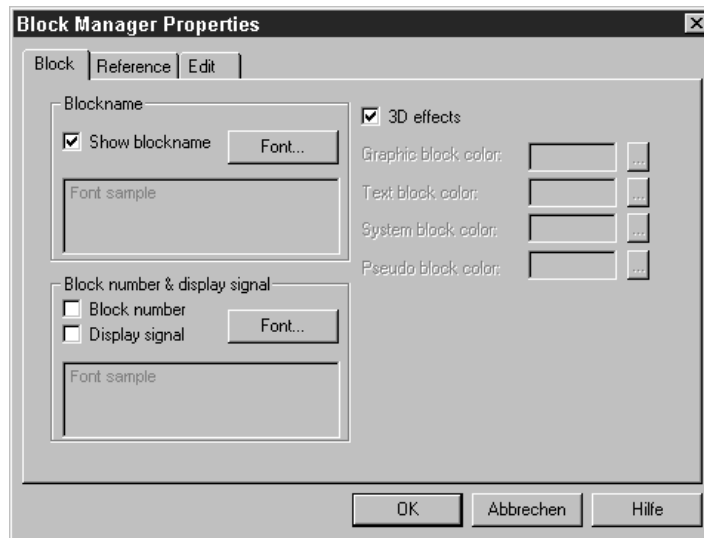 Block Manager Properties
Block Reference Edit
Blockname
Show blockname Font...
Font sample
3D effects
Graphic block color: ...
Text block color: ...
System block color: ...
Pseudo block color: ...
Block number & display signal
Block number
Display signal Font...
Font sample
OK Abbrechen Hilfe